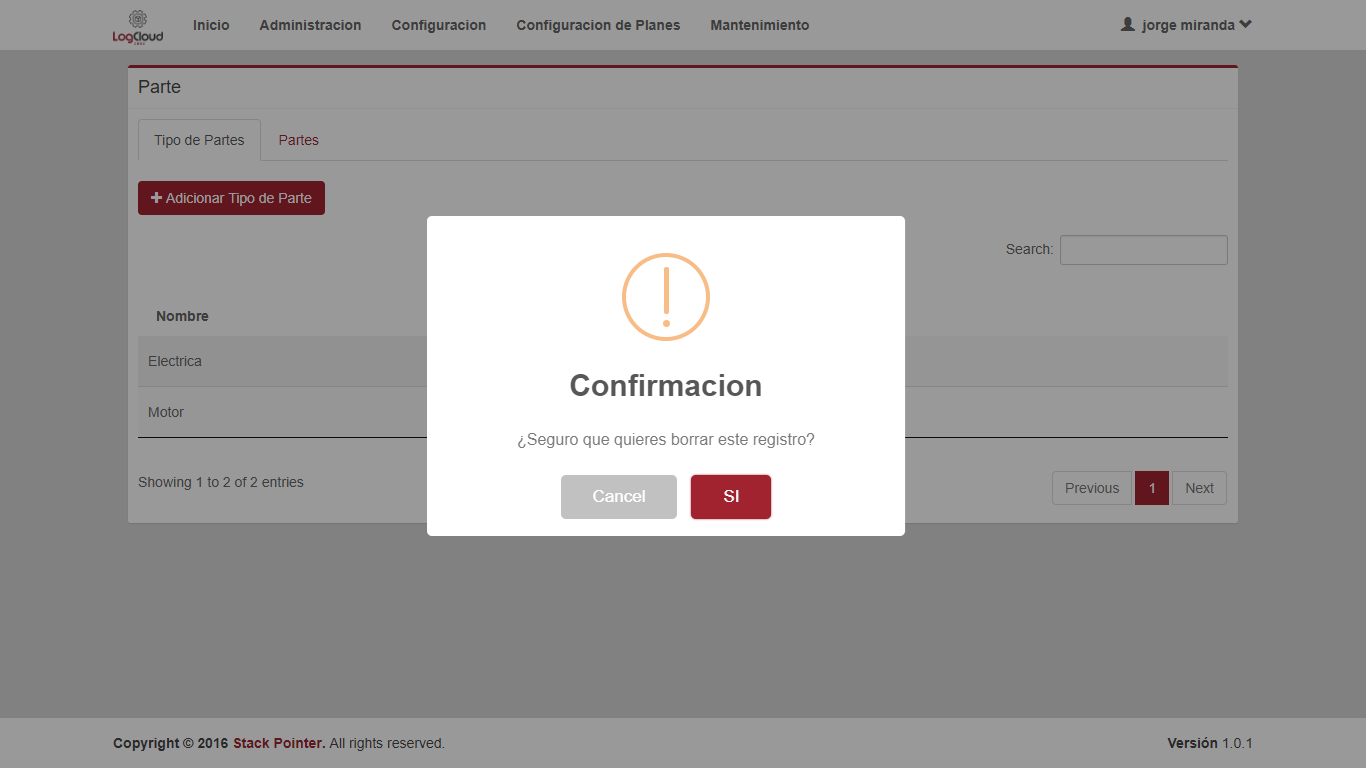 LogCloud
Inicio Administracion Configuracion Configuracion de Planes Mantenimiento jorge miranda
Parte
Tipo de Partes Partes
Adicionar Tipo de Parte
Search:
Nombre
Electrica
Motor
Showing 1 to 2 of 2 entries
Previous 1 Next
Confirmacion
¿Seguro que quieres borrar este registro?
Cancel SI
Copyright © 2016 Stack Pointer. All rights reserved.
Versión 1.0.1